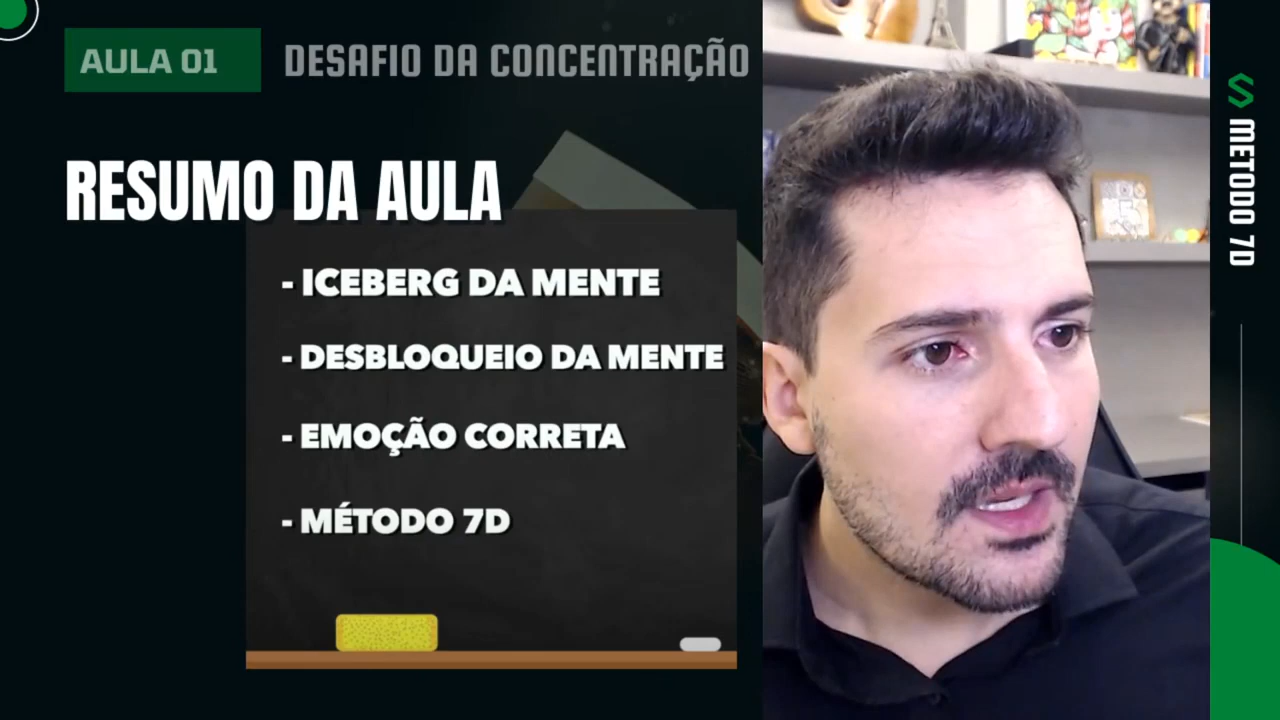 AULA 01
DESAFIO DA CONCENTRAÇÃO
RESUMO DA AULA
- ICEBERG DA MENTE
- DESBLOQUEIO DA MENTE
- EMOÇÃO CORRETA
- MÉTODO 7D
METODO 7D